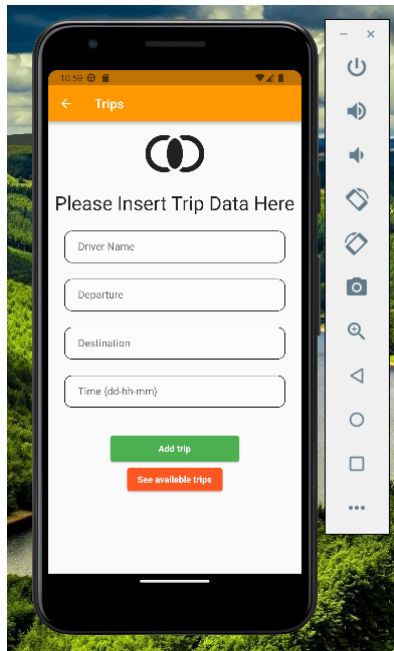 10:59
Trips
Please Insert Trip Data Here
Driver Name
Departure
Destination
Time (dd-hh-mm)
Add trip
See available trips